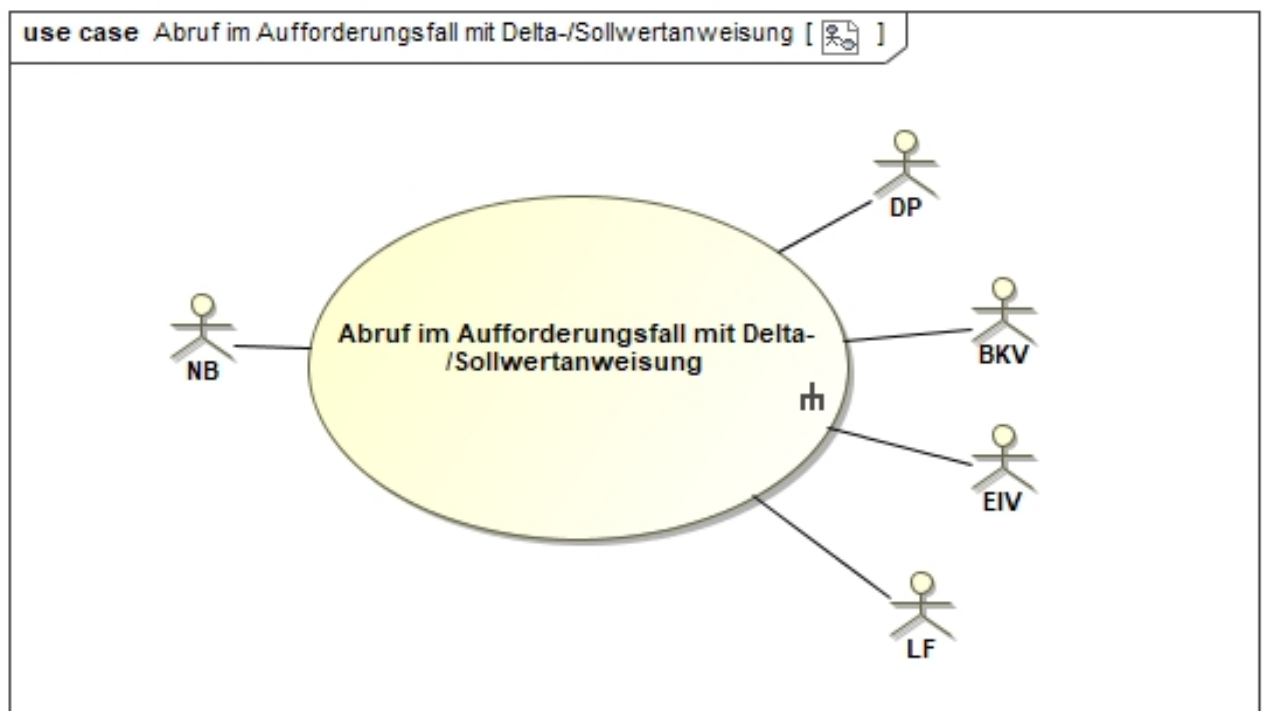 use case Abruf im Aufforderungsfall mit Delta-/Sollwertanweisung [ ]
DP
NB
Abruf im Aufforderungsfall mit Delta-
/Sollwertanweisung
BKV
EIV
LF